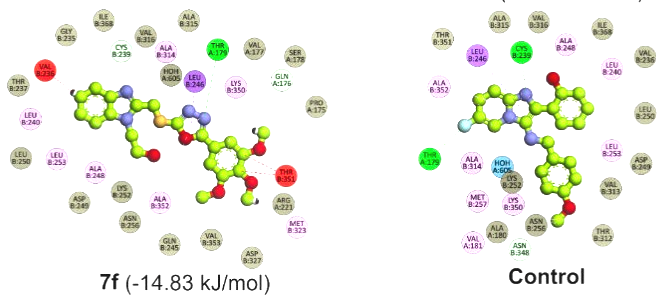 ILE B:368
ALA B:315
GLY B:235
VAL B:316
CYS B:239
ALA B:314
THR A:179
VAL A:177
SER A:178
VAL B:236
HOH A:605
LEU B:246
LYS B:350
GLN A:176
THR B:237
PRO A:175
LEU B:240
LEU B:250
LEU B:253
ALA B:248
THR B:351
ASP B:249
LYS B:252
ALA B:352
ARG A:221
ASN B:256
MET B:323
GLN B:245
VAL B:353
ASP B:327
7f (-14.83 kJ/mol)
ALA B:315
VAL B:316
ILE B:368
THR B:351
LEU B:246
CYS B:239
ALA B:248
VAL B:236
LEU B:240
ALA B:352
LEU B:250
THR A:179
ALA B:314
HOH A:605
LYS B:252
LEU B:253
ASP B:249
MET B:257
LYS B:350
VAL B:313
ALA A:180
ASN B:256
THR B:312
VAL A:181
ASN B:348
Control